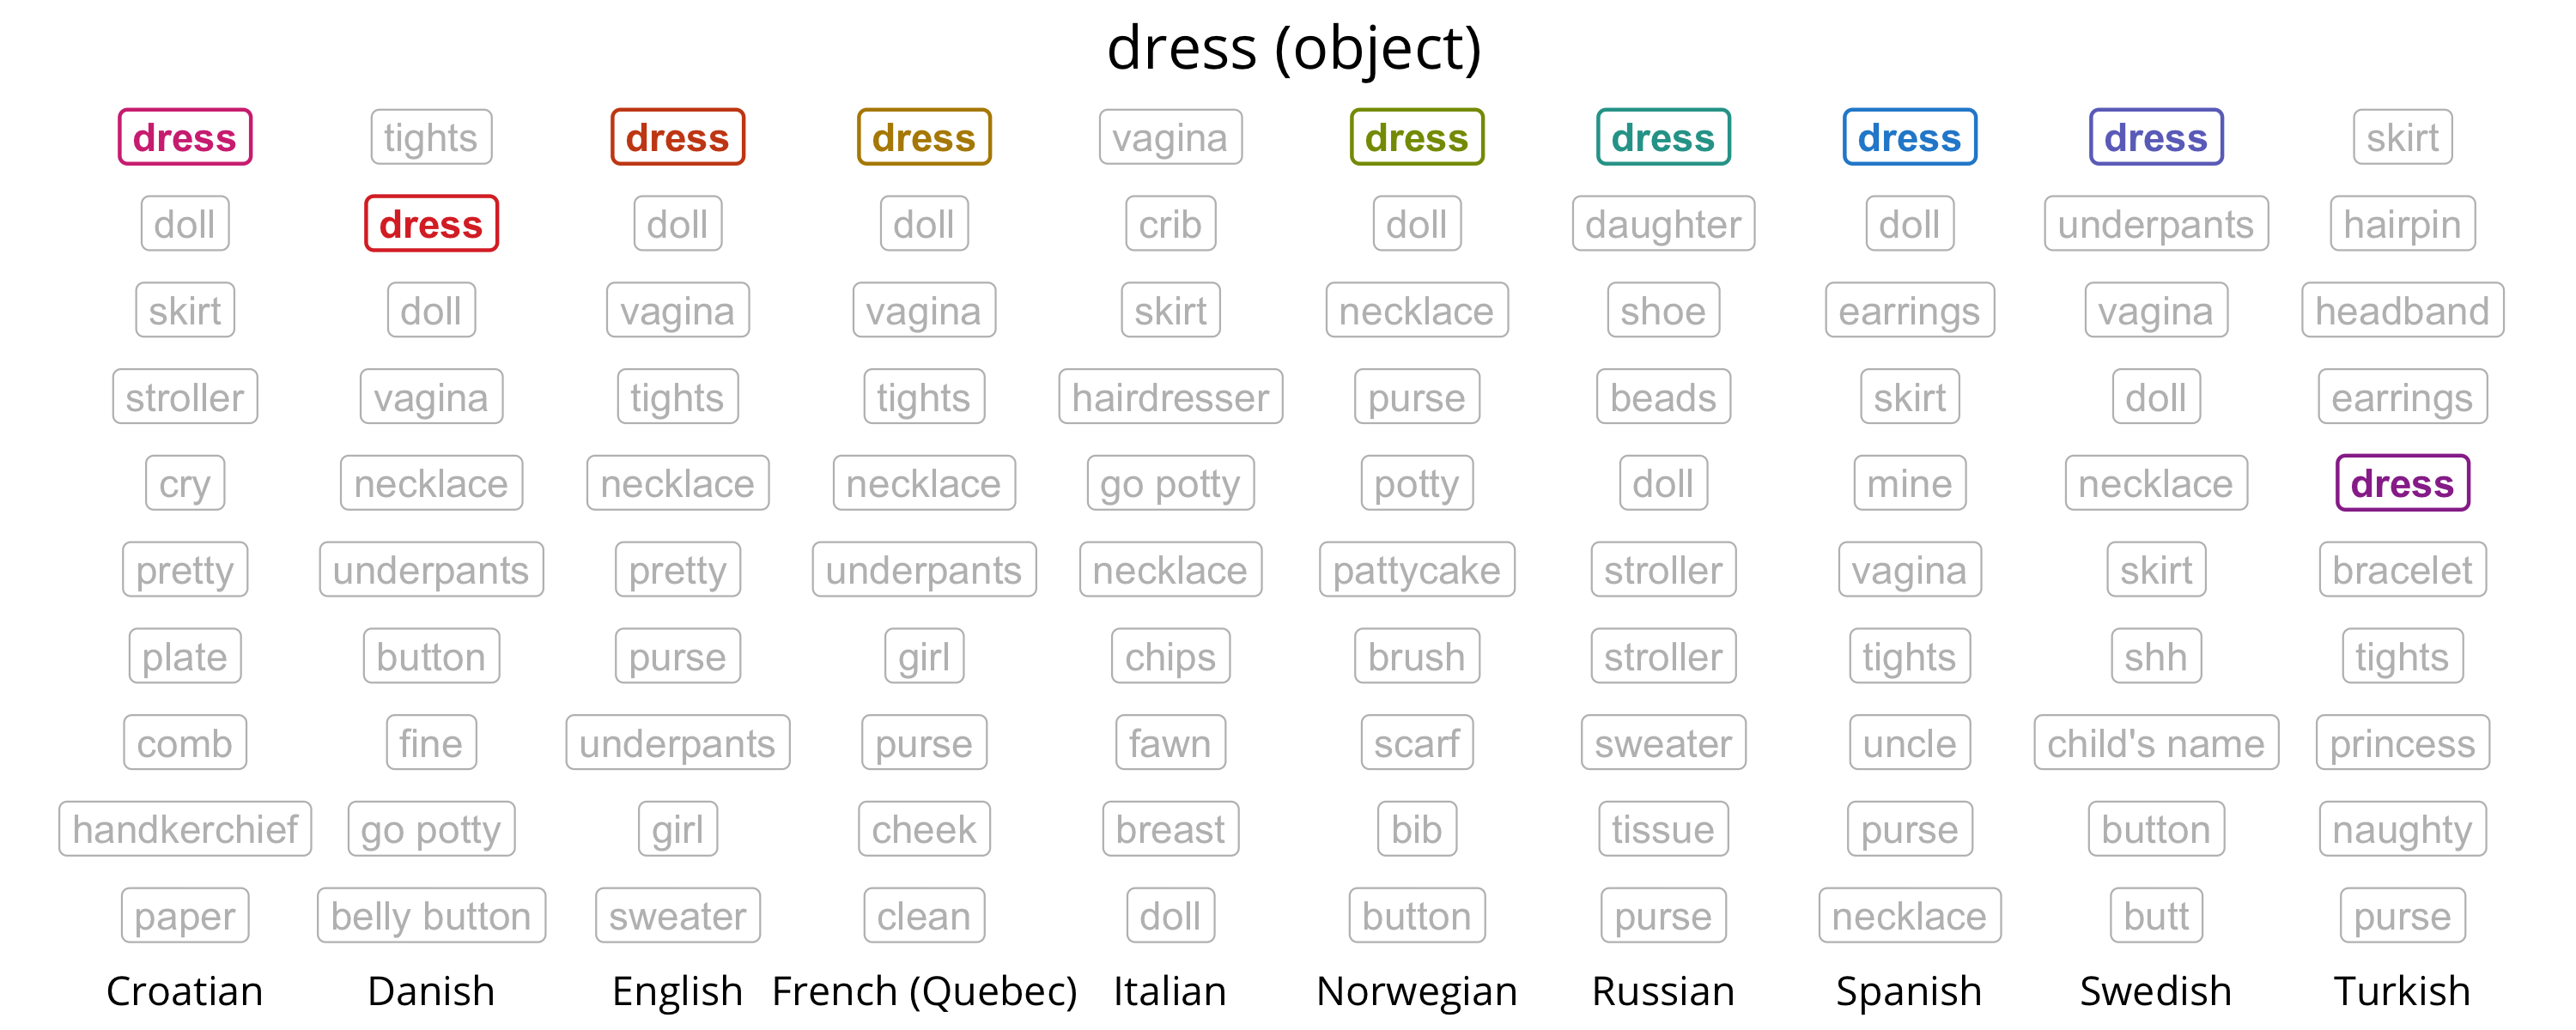 dress (object)
dress tights dress dress vagina dress dress dress dress skirt
doll dress doll doll crib doll daughter doll underpants hairpin
skirt doll vagina vagina skirt necklace shoe earrings vagina headband
stroller vagina tights tights hairdresser purse beads skirt doll earrings
cry necklace necklace necklace go potty potty doll mine necklace dress
pretty underpants pretty underpants necklace pattycake stroller vagina skirt bracelet
plate button purse girl chips brush stroller tights shh tights
comb fine underpants purse fawn scarf sweater uncle child's name princess
handkerchief go potty girl cheek breast bib tissue purse button naughty
paper belly button sweater clean doll button purse necklace butt purse
Croatian Danish English French (Quebec) Italian Norwegian Russian Spanish Swedish Turkish